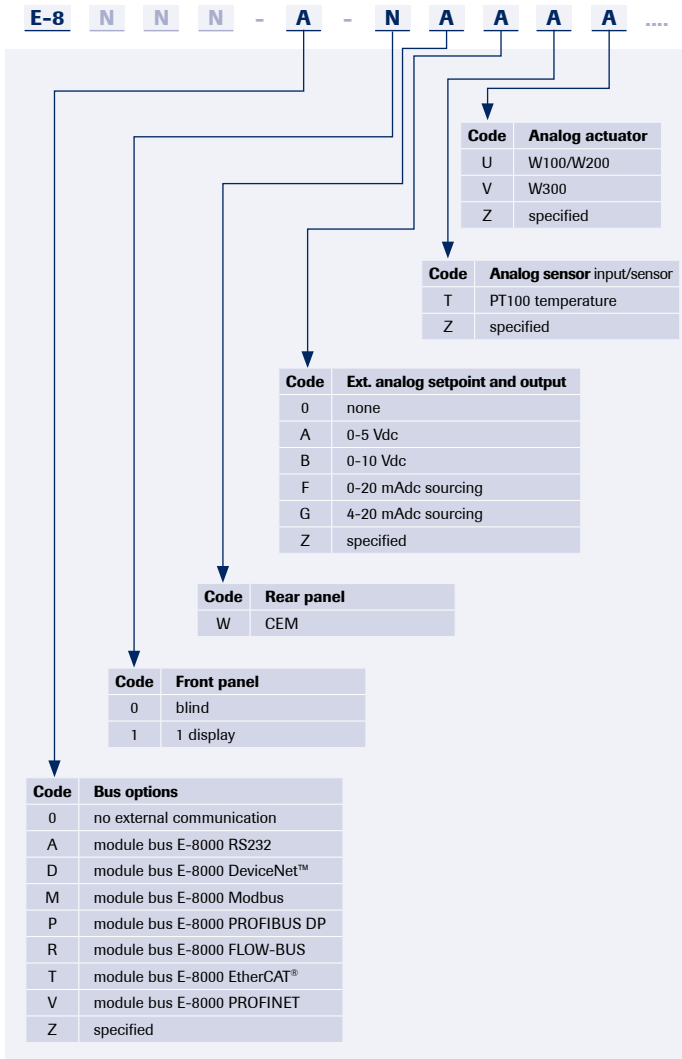 E-8 N N N - A - N A A A A ....
Code Analog actuator
U W100/W200
V W300
Z specified
Code Analog sensor input/sensor
T PT100 temperature
Z specified
Code Ext. analog setpoint and output
0 none
A 0-5 Vdc
B 0-10 Vdc
F 0-20 mAdc sourcing
G 4-20 mAdc sourcing
Z specified
Code Rear panel
W CEM
Code Front panel
0 blind
1 1 display
Code Bus options
0 no external communication
A module bus E-8000 RS232
D module bus E-8000 DeviceNet™
M module bus E-8000 Modbus
P module bus E-8000 PROFIBUS DP
R module bus E-8000 FLOW-BUS
T module bus E-8000 EtherCAT®
V module bus E-8000 PROFINET
Z specified